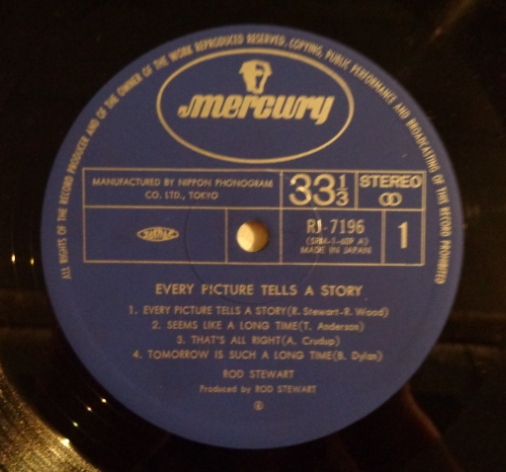 ALL RIGHTS OF THE RECORD PRODUCER AND OF THE OWNER OF THE WORK REPRODUCED RESERVED. COPYING, PUBLIC PERFORMANCE AND BROADCASTING OF THIS RECORD PROHIBITED
mercury
MANUFACTURED BY NIPPON PHONOGRAM
CO. LTD., TOKYO
33 1/3
STEREO
RJ-7196
MADE IN JAPAN
1
EVERY PICTURE TELLS A STORY
1. EVERY PICTURE TELLS A STORY(R. Stewart-R. Wood)
2. SEEMS LIKE A LONG TIME(T. Anderson)
3. THAT'S ALL RIGHT(A. Crudup)
4. TOMORROW IS SUCH A LONG TIME(B. Dylan)
ROD STEWART
Produced by ROD STEWART
℗